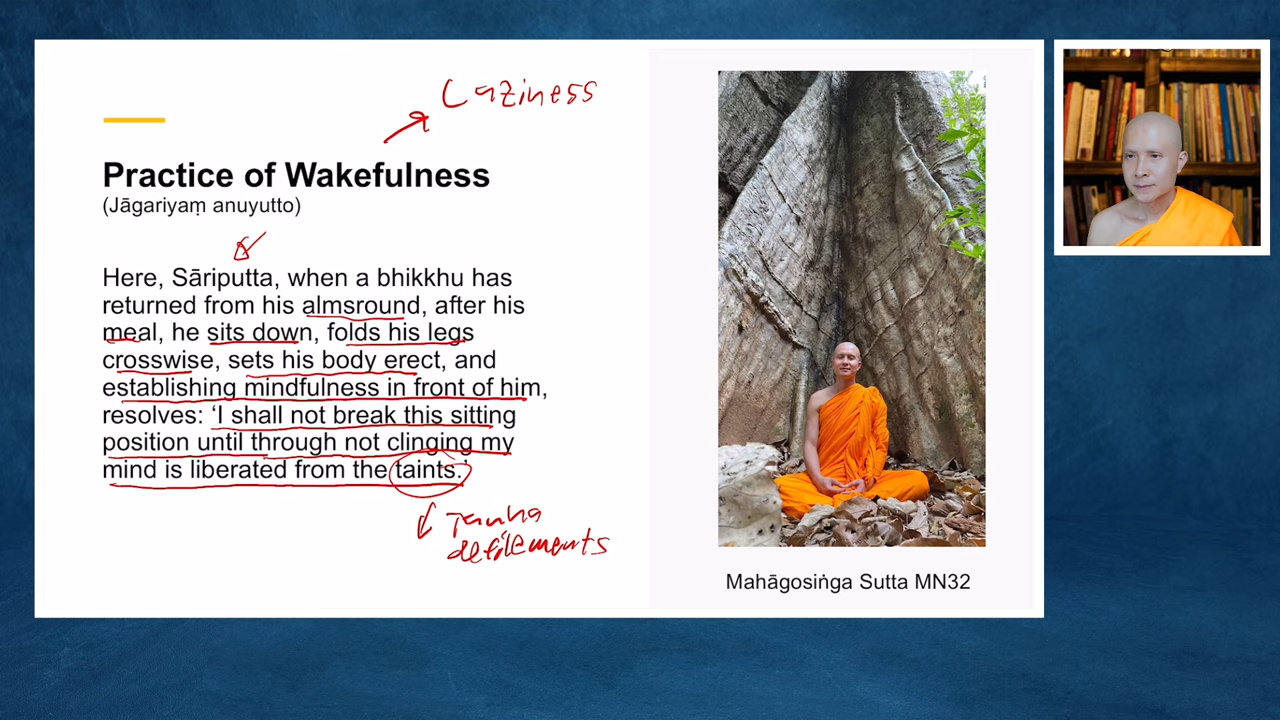 Laziness
Practice of Wakefulness
(Jāgariyaṃ anuyutto)
Here, Sāriputta, when a bhikkhu has
returned from his almsround, after his
meal, he sits down, folds his legs
crosswise, sets his body erect, and
establishing mindfulness in front of him,
resolves: ‘I shall not break this sitting
position until through not clinging my
mind is liberated from the taints.’
Tanha
defilements
Mahāgosiṅga Sutta MN32